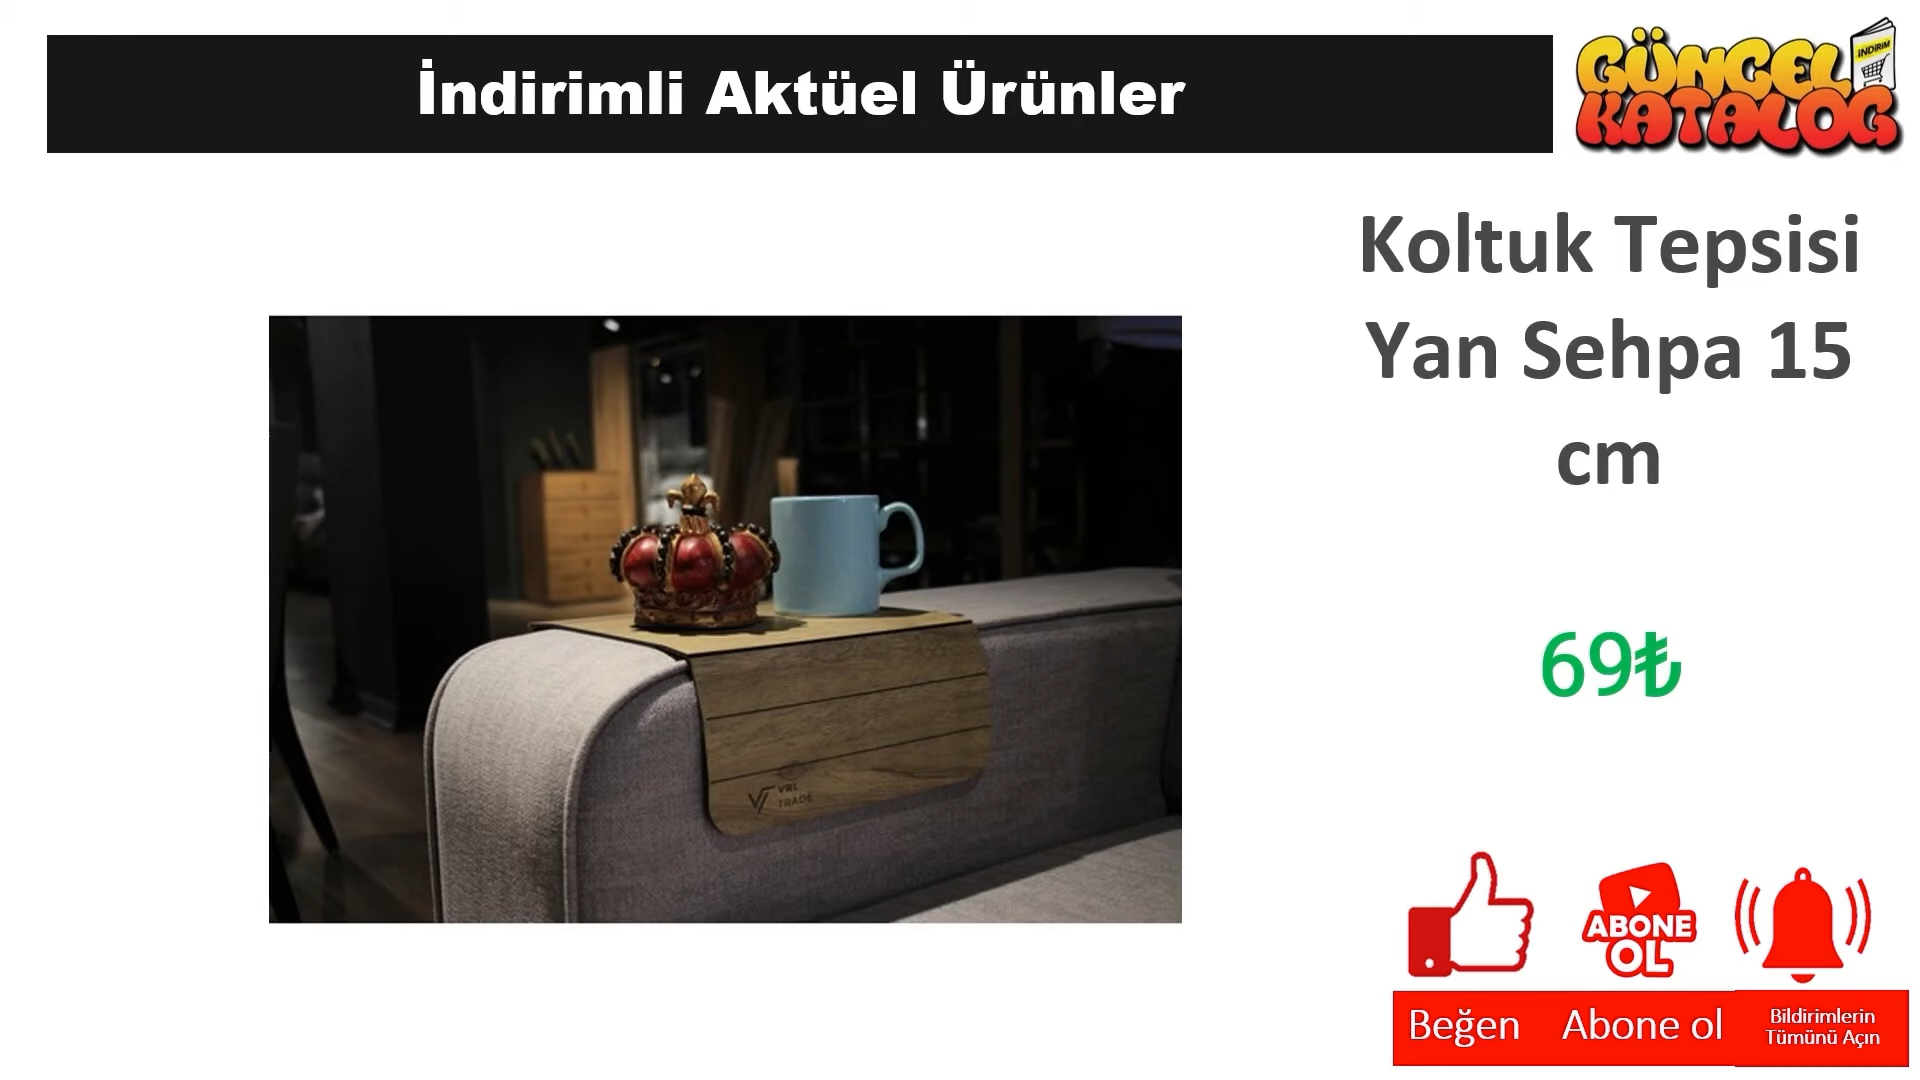 İndirimli Aktüel Ürünler
GÜNCEL
KATALOG
İNDİRİM
Koltuk Tepsisi
Yan Sehpa 15
cm
69₺
VRL
TRADE
ABONE
OL
Beğen
Abone ol
Bildirimlerin
Tümünü Açın